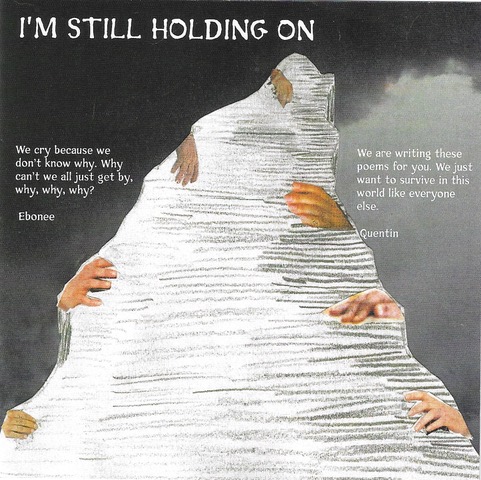 I'M STILL HOLDING ON
We cry because we
don't know why. Why
can't we all just get by,
why, why, why?
Ebonee
We are writing these
poems for you. We just
want to survive in this
world like everyone
else.
Quentin